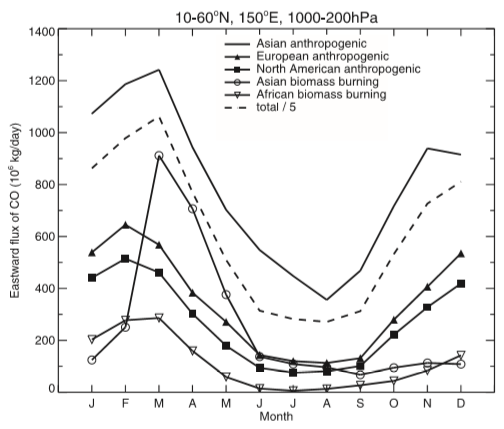 10-60°N, 150°E, 1000-200hPa
1400
1200
1000
800
600
400
200
0
Eastward flux of CO (10⁶ kg/day)
Asian anthropogenic
European anthropogenic
North American anthropogenic
Asian biomass burning
African biomass burning
total / 5
J F M A M J J A S O N D
Month